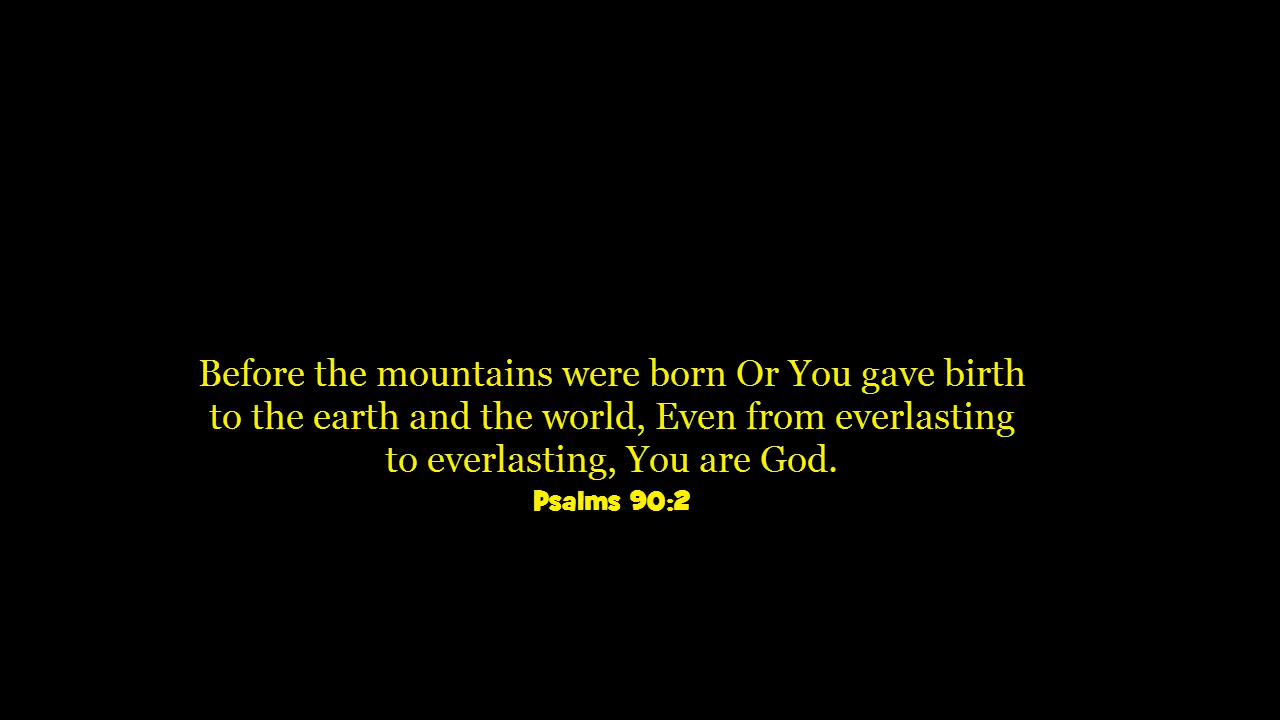 Before the mountains were born Or You gave birth
to the earth and the world, Even from everlasting
to everlasting, You are God.
Psalms 90:2